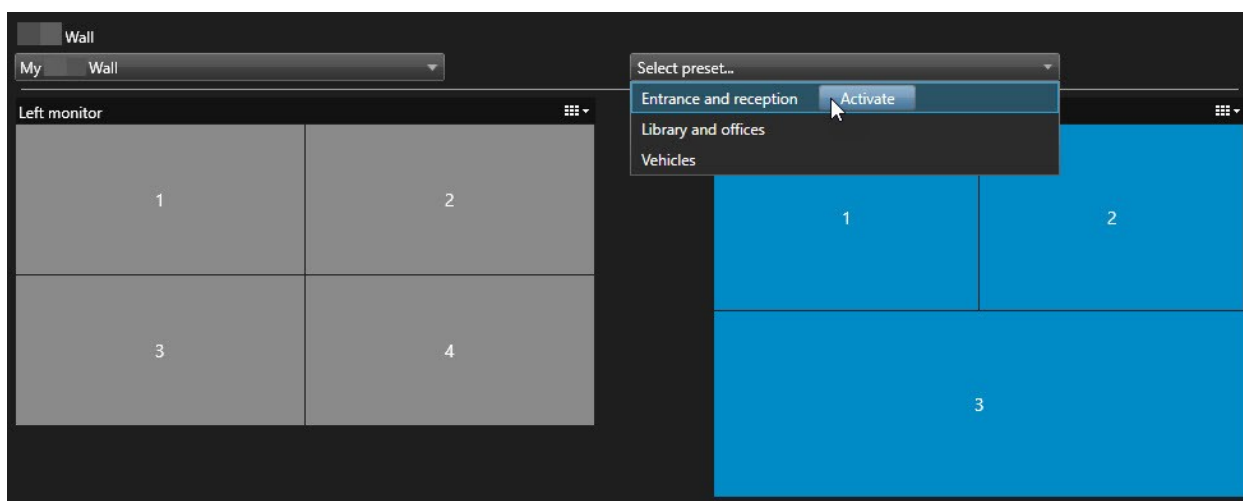 Wall
My Wall
Select preset...
Entrance and reception Activate
Library and offices
Vehicles
Left monitor
1 2
3 4
1 2
3